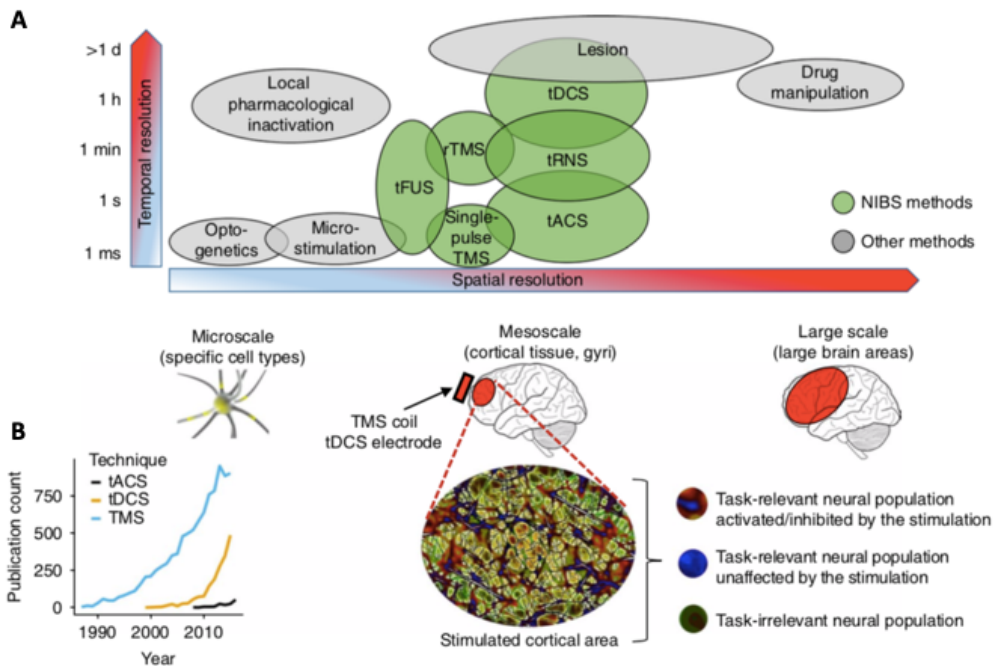 A
>1 d
1 h
1 min
1 s
1 ms
Temporal resolution
Lesion
Local
pharmacological
inactivation
Drug
manipulation
tDCS
rTMS
tRNS
tFUS
tACS
Opto-
genetics
Micro-
stimulation
Single-
pulse
TMS
NIBS methods
Other methods
Spatial resolution
Microscale
(specific cell types)
Mesoscale
(cortical tissue, gyri)
Large scale
(large brain areas)
TMS coil
tDCS electrode
B
Technique
tACS
tDCS
TMS
Publication count
750
500
250
0
1990
2000
2010
Year
Stimulated cortical area
Task-relevant neural population
activated/inhibited by the stimulation
Task-relevant neural population
unaffected by the stimulation
Task-irrelevant neural population